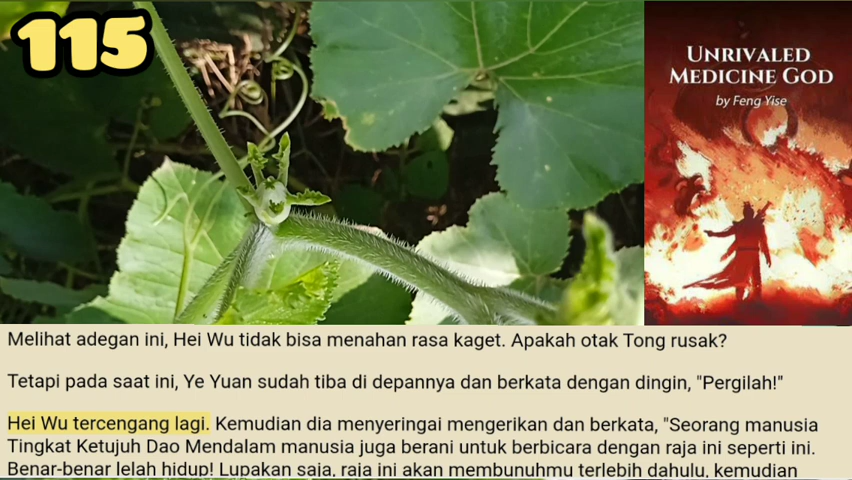 115
UNRIVALED
MEDICINE GOD
by Feng Yise
Melihat adegan ini, Hei Wu tidak bisa menahan rasa kaget. Apakah otak Tong rusak?
Tetapi pada saat ini, Ye Yuan sudah tiba di depannya dan berkata dengan dingin, "Pergilah!"
Hei Wu tercengang lagi. Kemudian dia menyeringai mengerikan dan berkata, "Seorang manusia
Tingkat Ketujuh Dao Mendalam manusia juga berani untuk berbicara dengan raja ini seperti ini.
Benar-benar lelah hidup! Lupakan saja, raja ini akan membunuhmu terlebih dahulu, kemudian